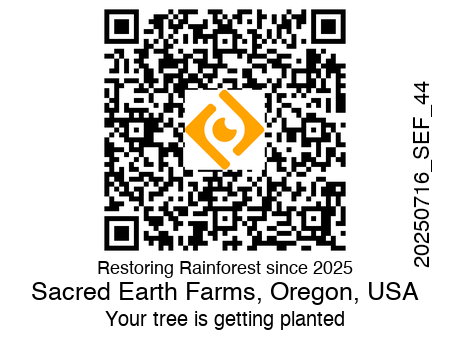 Restoring Rainforest since 2025
Sacred Earth Farms, Oregon, USA
Your tree is getting planted
20250716_SEF_44